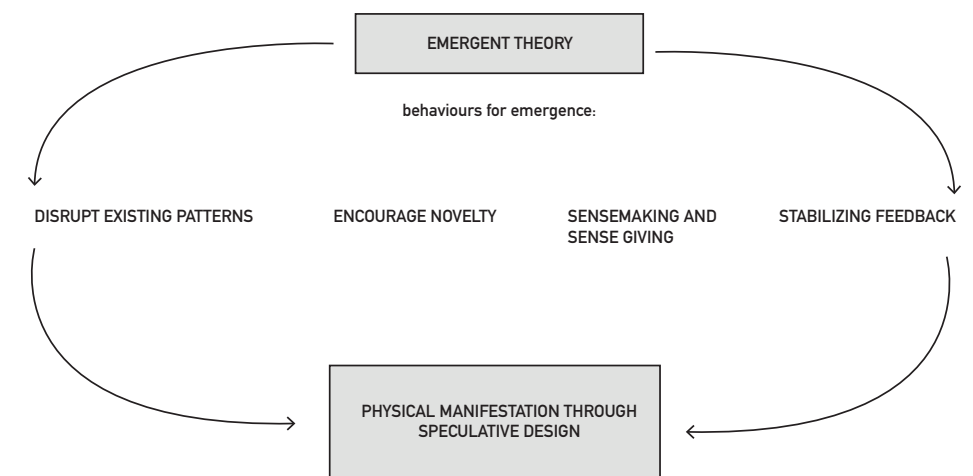 EMERGENT THEORY
behaviours for emergence:
DISRUPT EXISTING PATTERNS
ENCOURAGE NOVELTY
SENSEMAKING AND
SENSE GIVING
STABILIZING FEEDBACK
PHYSICAL MANIFESTATION THROUGH
SPECULATIVE DESIGN